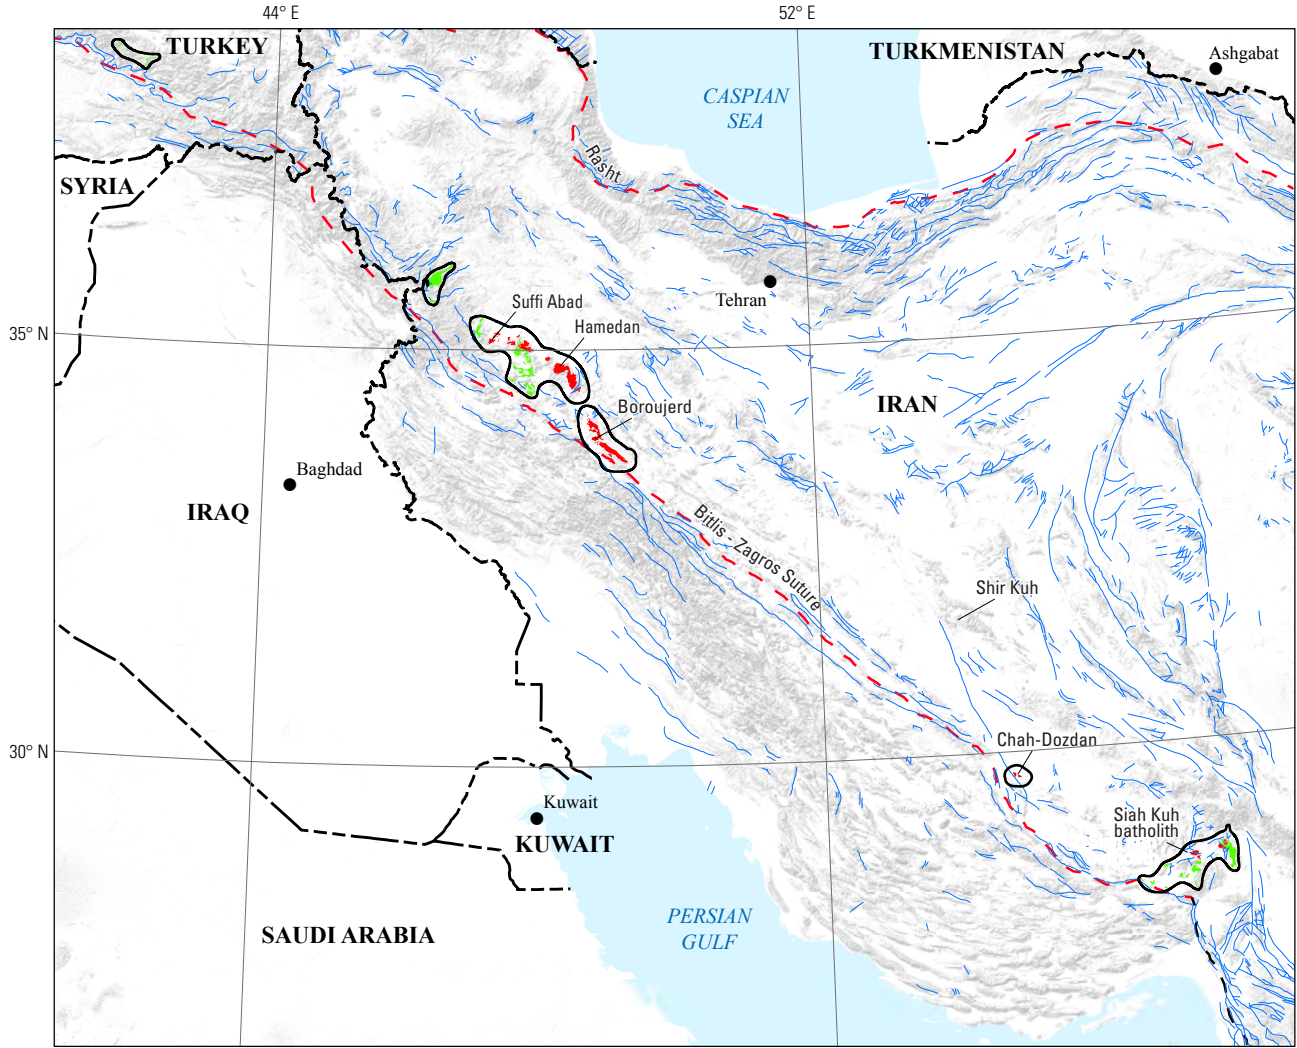 44° E
52° E
TURKEY
TURKMENISTAN
Ashgabat
CASPIAN
SEA
Rasht
SYRIA
Tehran
Suffi Abad
Hamedan
35° N
IRAN
Boroujerd
Baghdad
IRAQ
Bitlis - Zagros Suture
Shir Kuh
Chah-Dozdan
30° N
Kuwait
KUWAIT
Siah Kuh
batholith
PERSIAN
GULF
SAUDI ARABIA